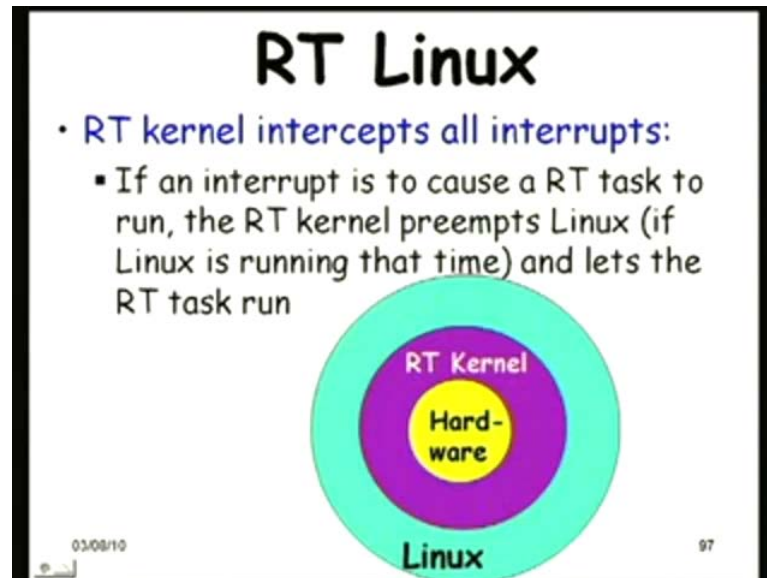 RT Linux
• RT kernel intercepts all interrupts:
▪ If an interrupt is to cause a RT task to
run, the RT kernel preempts Linux (if
Linux is running that time) and lets the
RT task run
RT Kernel
Hard-
ware
Linux
03/08/10
97